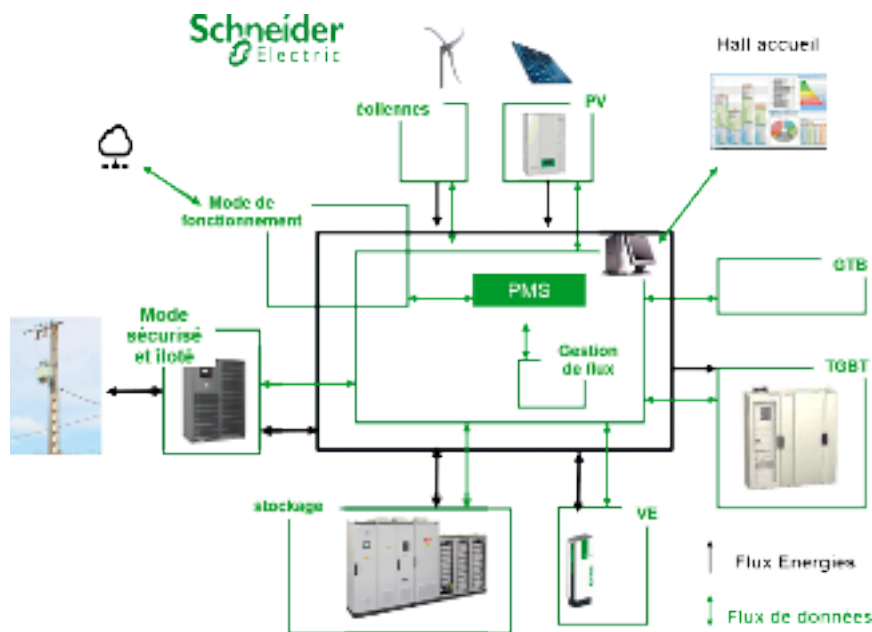 Schneider
Electric
Hall accueil
éoliennes
PV
Mode de
fonctionnement
PMS
GTB
Mode
sécurisé
et iloté
Gestion
de flux
TGBT
stockage
VE
Flux Energies
Flux de données